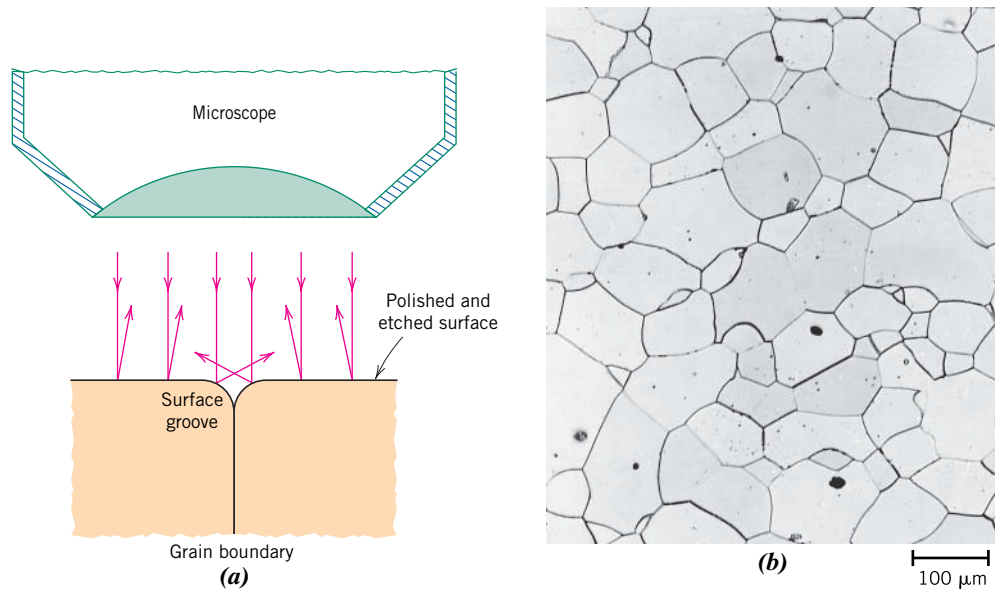 Microscope
Polished and
etched surface
Surface
groove
Grain boundary
(a)
(b)
100 μm